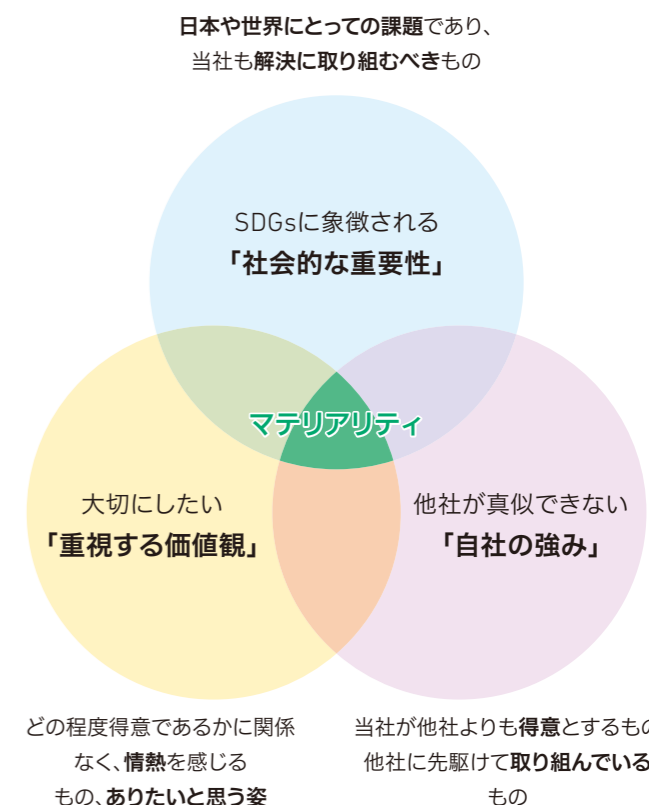 日本や世界にとっての課題であり、
当社も解決に取り組むべきもの
SDGsに象徴される
「社会的な重要性」
マテリアリティ
大切にしたい
「重視する価値観」
他社が真似できない
「自社の強み」
どの程度得意であるかに関係
なく、情熱を感じる
もの、ありたいと思う姿
当社が他社よりも得意とするもの
他社に先駆けて取り組んでいる
もの